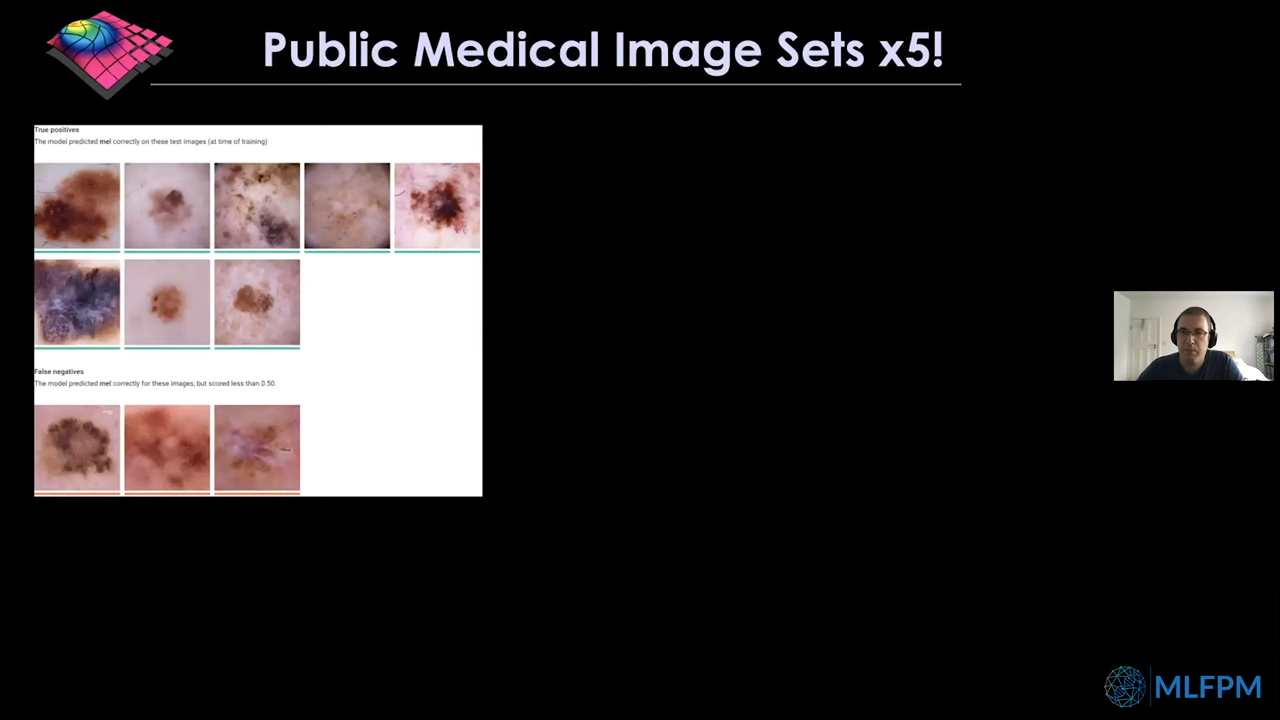 Public Medical Image Sets x5!
True positives
The model predicted mel correctly on these test images (at time of training)
False negatives
The model predicted mel correctly for these images, but scored less than 0.50.
MLFPM